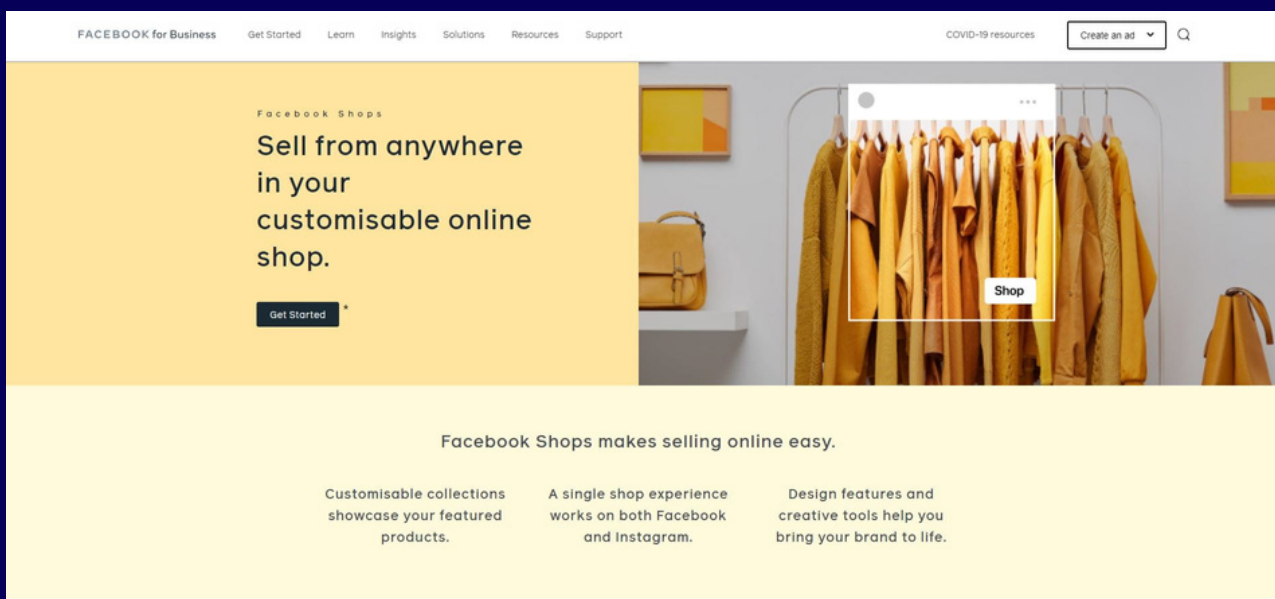 FACEBOOK for Business
Get Started
Learn
Insights
Solutions
Resources
Support
COVID-19 resources
Create an ad
Facebook Shops
Sell from anywhere
in your
customisable online
shop.
Get Started *
Shop
Facebook Shops makes selling online easy.
Customisable collections
showcase your featured
products.
A single shop experience
works on both Facebook
and Instagram.
Design features and
creative tools help you
bring your brand to life.